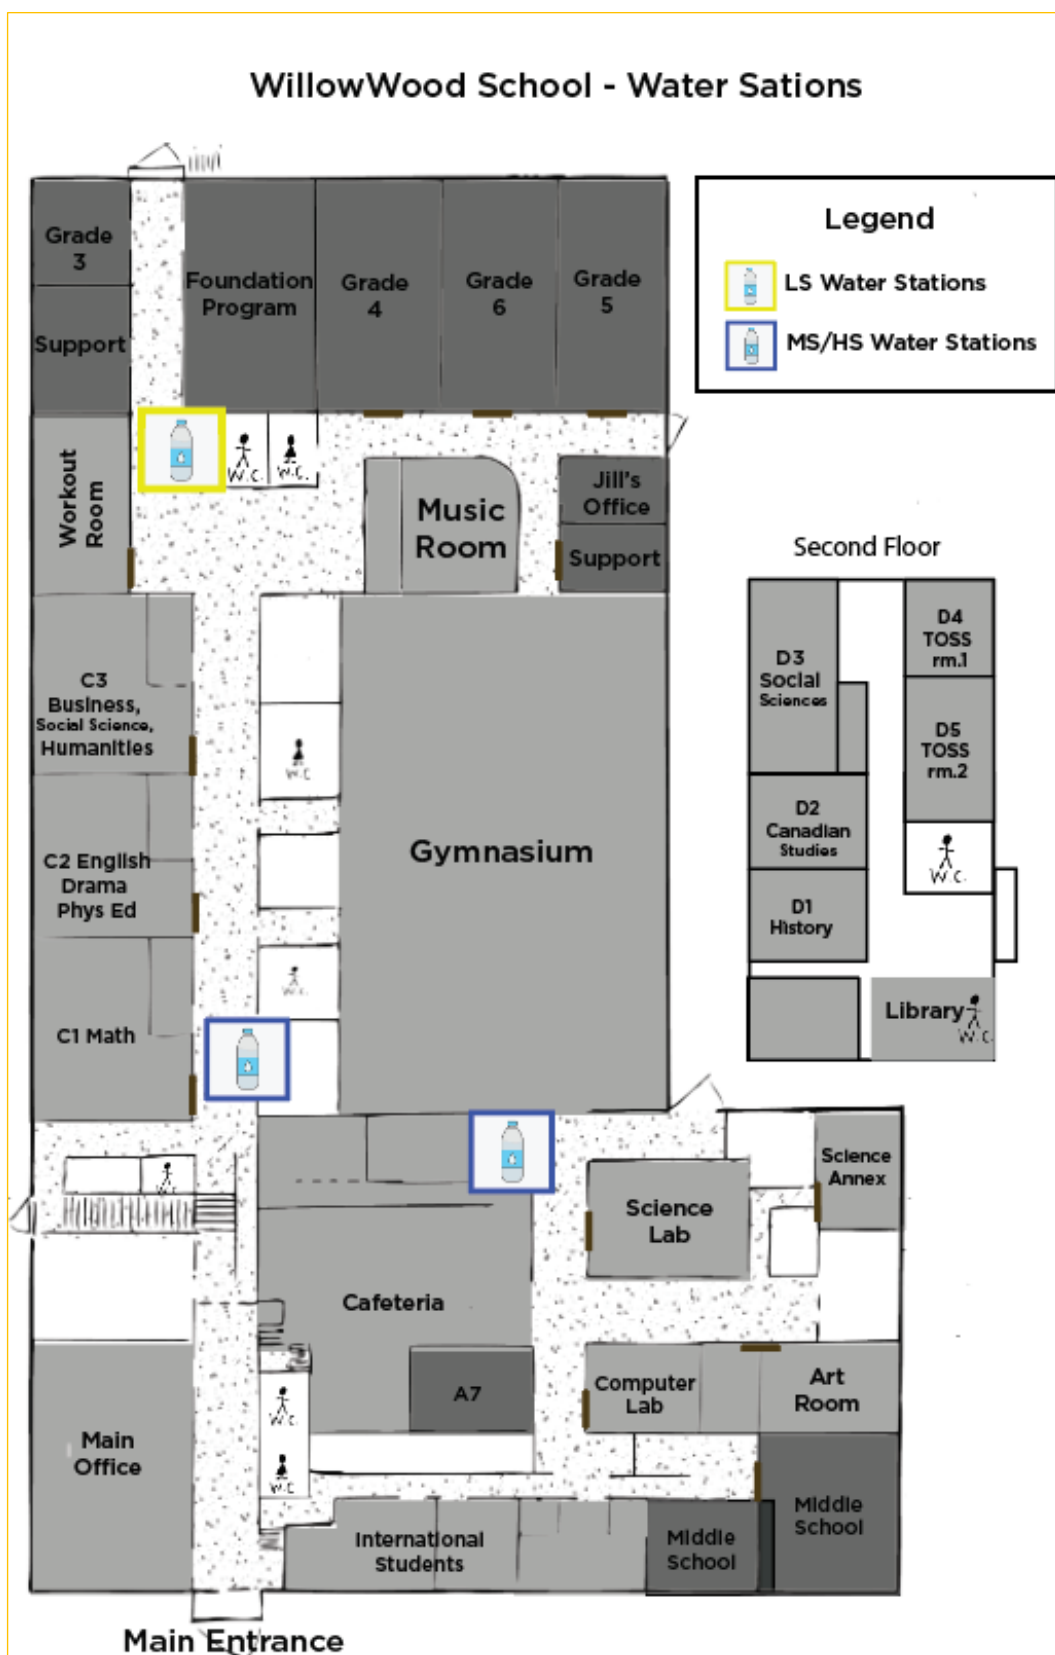 WillowWood School - Water Sations
Legend
LS Water Stations
MS/HS Water Stations
Grade
3
Support
Foundation
Program
Grade
4
Grade
6
Grade
5
Workout
Room
W.C.
W.C.
Music
Room
Jill's
Office
Support
Second Floor
C3
Business,
Social Science,
Humanities
W.C
Gymnasium
C2 English
Drama
Phys Ed
C1 Math
W.C.
D3
Social
Sciences
D4
TOSS
rm.1
D5
TOSS
rm.2
D2
Canadian
Studies
W.C.
D1
History
Library
W.C.
W.C.
Science
Lab
Science
Annex
Cafeteria
A7
Computer
Lab
Art
Room
W.C.
W.C
Main
Office
International
Students
Middle
School
Middle
School
Main Entrance